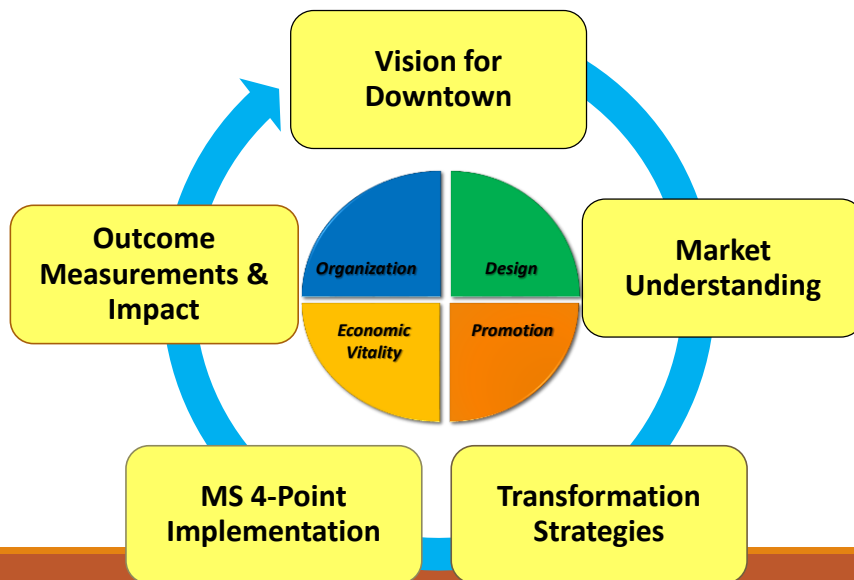 Vision for
Downtown
Market
Understanding
Transformation
Strategies
MS 4-Point
Implementation
Outcome
Measurements &
Impact
Organization
Design
Economic
Vitality
Promotion